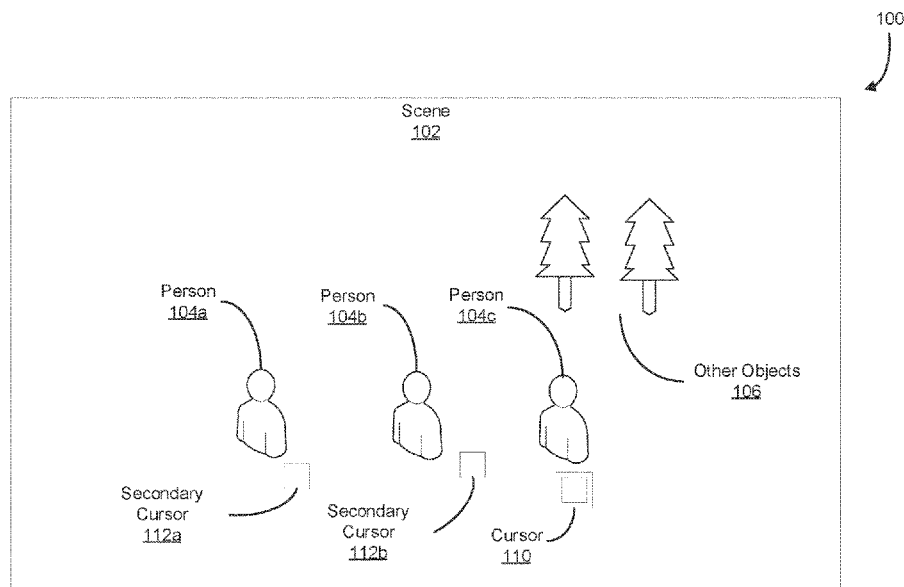 100
Scene
102
Person
104a
Person
104b
Person
104c
Other Objects
106
Secondary
Cursor
112a
Secondary
Cursor
112b
Cursor
110